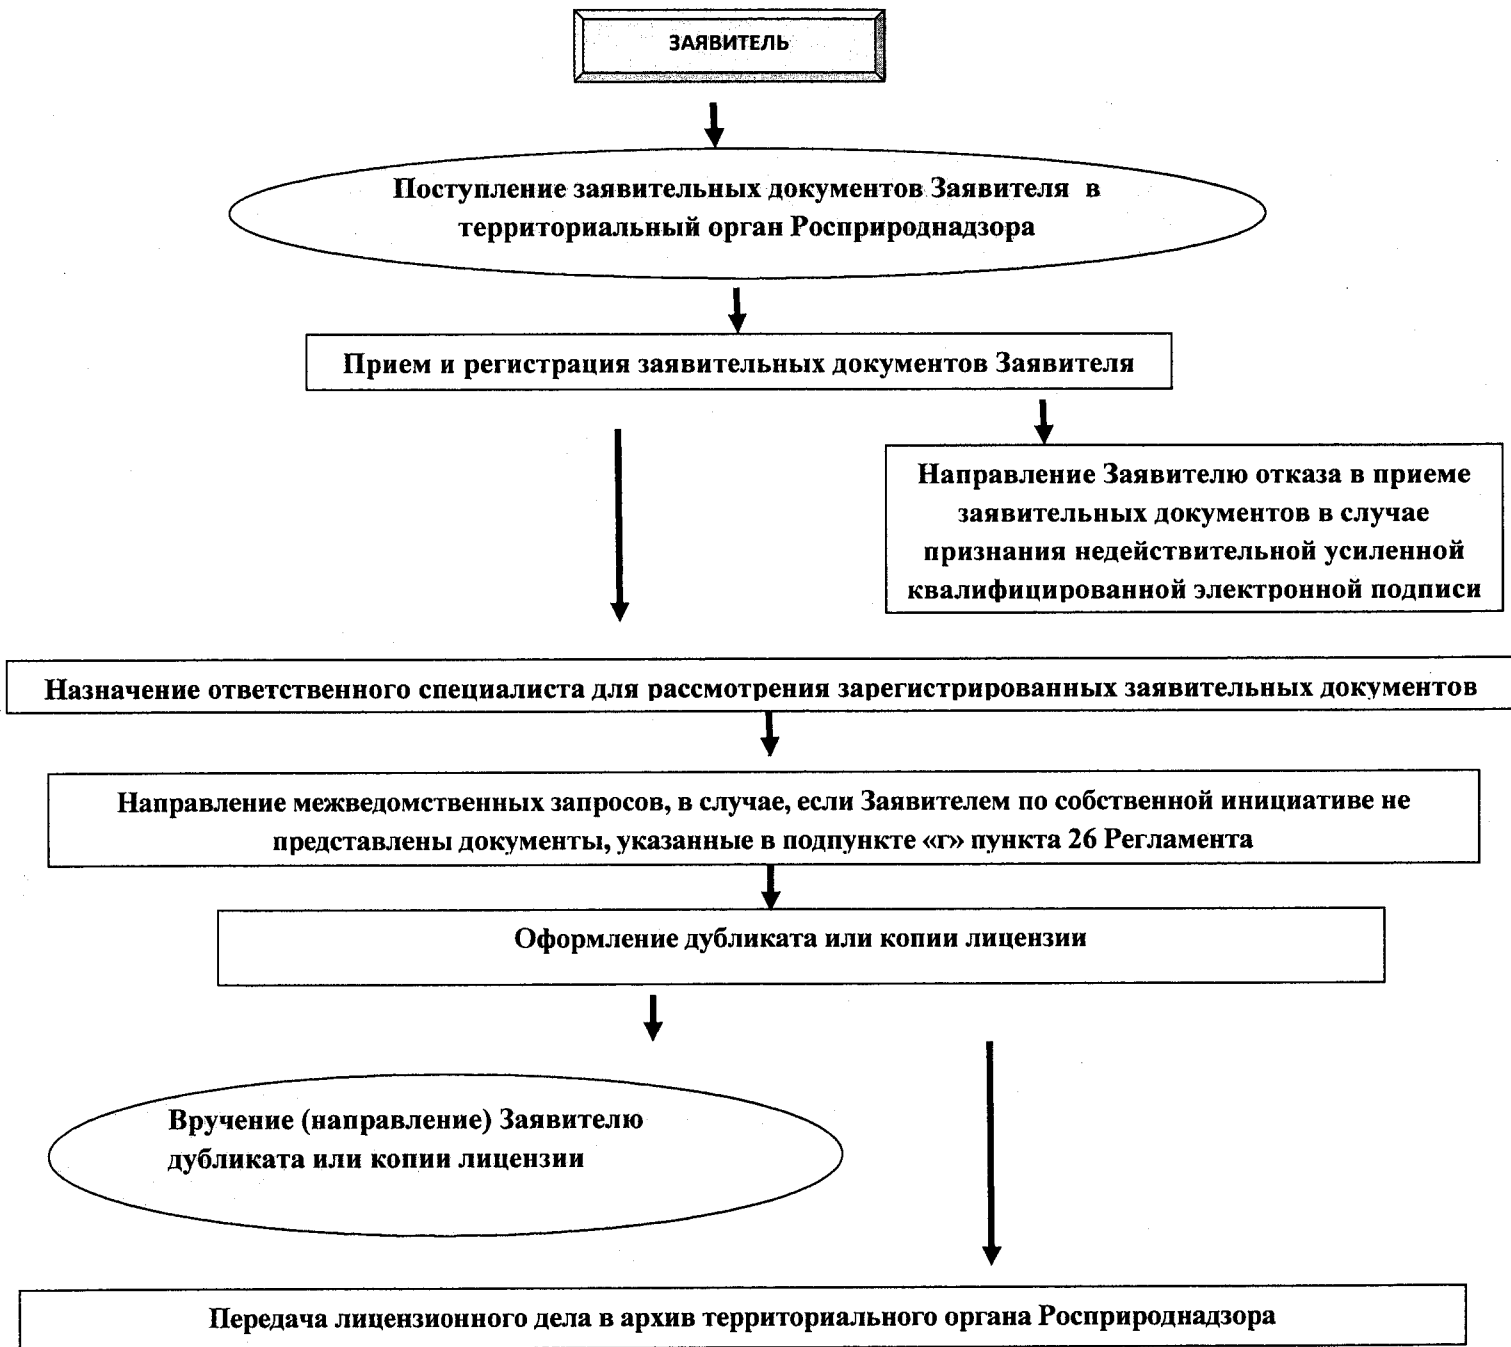 ЗАЯВИТЕЛЬ
Поступление заявительных документов Заявителя в
территориальный орган Росприроднадзора
Прием и регистрация заявительных документов Заявителя
Направление Заявителю отказа в приеме
заявительных документов в случае
признания недействительной усиленной
квалифицированной электронной подписи
Назначение ответственного специалиста для рассмотрения зарегистрированных заявительных документов
Направление межведомственных запросов, в случае, если Заявителем по собственной инициативе не
представлены документы, указанные в подпункте «г» пункта 26 Регламента
Оформление дубликата или копии лицензии
Вручение (направление) Заявителю
дубликата или копии лицензии
Передача лицензионного дела в архив территориального органа Росприроднадзора